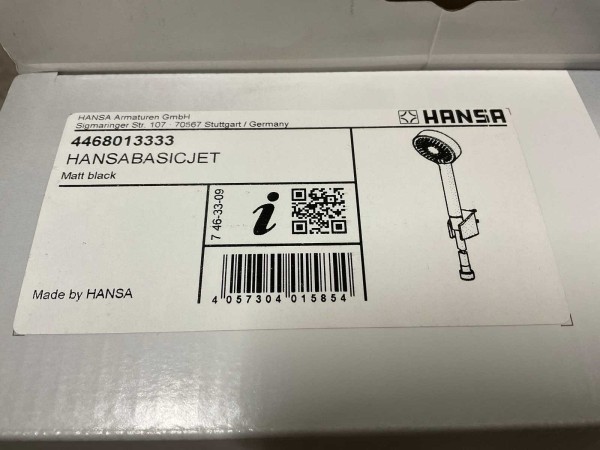 HANSA Armaturen GmbH
Sigmaringer Str. 107 · 70567 Stuttgart / Germany
HANSA
4468013333
HANSABASICJET
Matt black
7 46-33-09
i
Made by HANSA
4 057304 015854